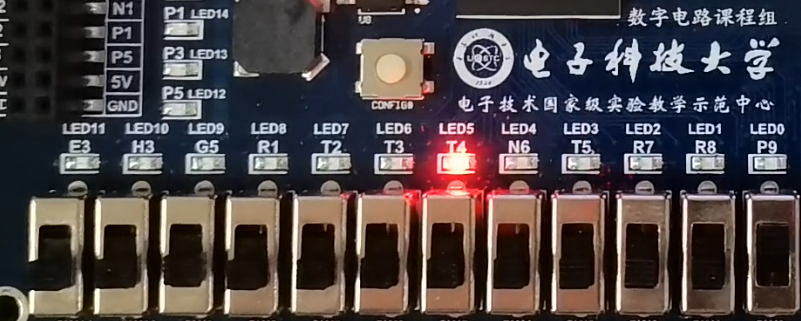 N1
P1
P5
5V
GND
P1 LED14
P3 LED13
P5 LED12
CONFIG0
数字电路课程组
电子科技大学
电子技术国家级实验教学示范中心
LED11 LED10 LED9 LED8 LED7 LED6 LED5 LED4 LED3 LED2 LED1 LED0
E3 H3 G5 R1 T2 T3 T4 N6 T5 R7 R8 P9